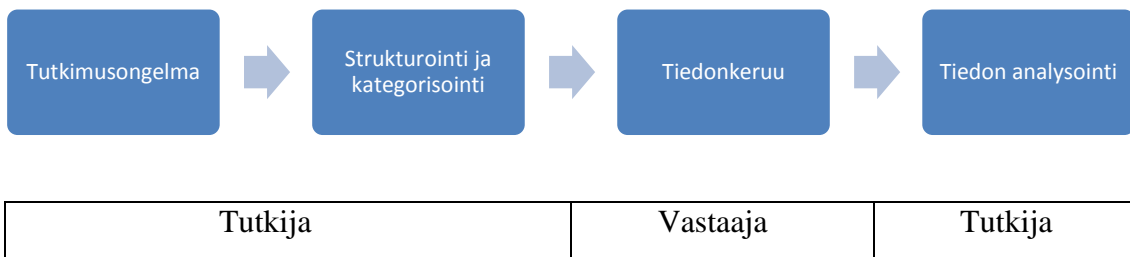 Tutkimusongelma
Strukturointi ja
kategorisointi
Tiedonkeruu
Tiedon analysointi
Tutkija
Vastaaja
Tutkija